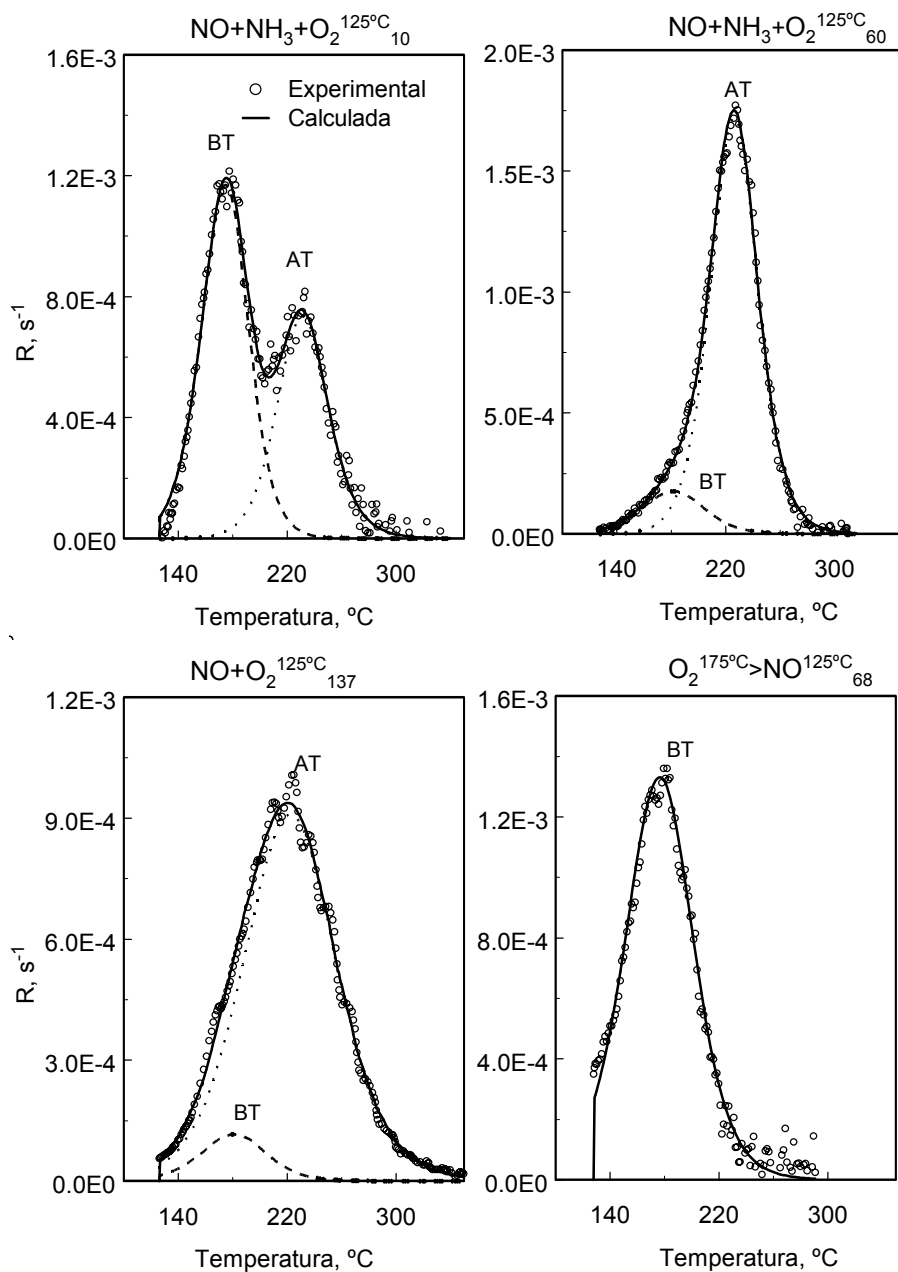 NO+NH₃+O₂¹²⁵ºᶜ₁₀
1.6E-3
1.2E-3
8.0E-4
4.0E-4
0.0E0
R, s⁻¹
Experimental
Calculada
BT
AT
140 220 300
Temperatura, ºC
NO+NH₃+O₂¹²⁵ºᶜ₆₀
2.0E-3
1.5E-3
1.0E-3
5.0E-4
0.0E0
AT
BT
140 220 300
Temperatura, ºC
NO+O₂¹²⁵ºᶜ₁₃₇
1.2E-3
9.0E-4
6.0E-4
3.0E-4
0.0E0
R, s⁻¹
AT
BT
140 220 300
Temperatura, ºC
O₂¹⁷⁵ºᶜ>NO¹²⁵ºᶜ₆₈
1.6E-3
1.2E-3
8.0E-4
4.0E-4
0.0E0
BT
140 220 300
Temperatura, ºC